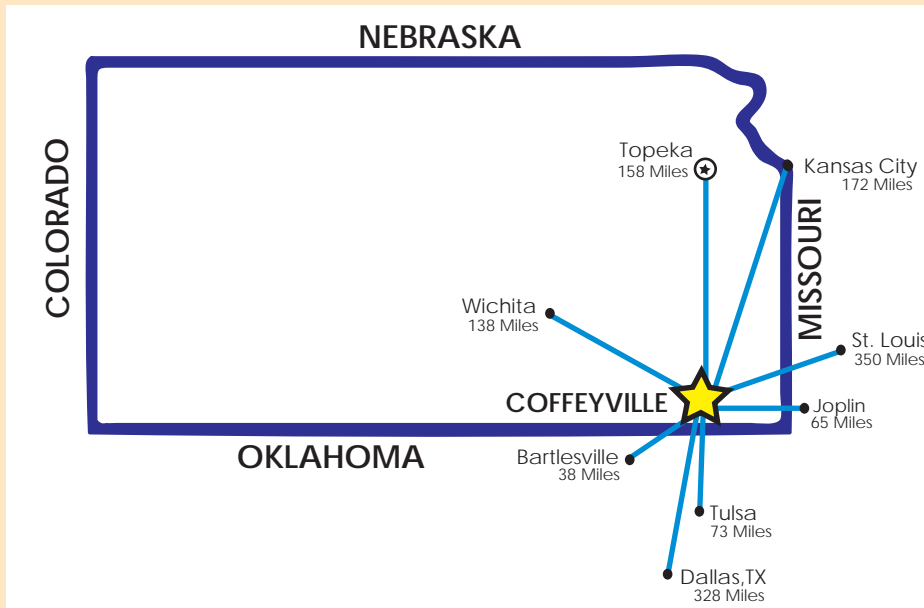 NEBRASKA
COLORADO
Topeka
158 Miles
Kansas City
172 Miles
MISSOURI
Wichita
138 Miles
St. Louis
350 Miles
COFFEYVILLE
Joplin
65 Miles
OKLAHOMA
Bartlesville
38 Miles
Tulsa
73 Miles
Dallas,TX
328 Miles